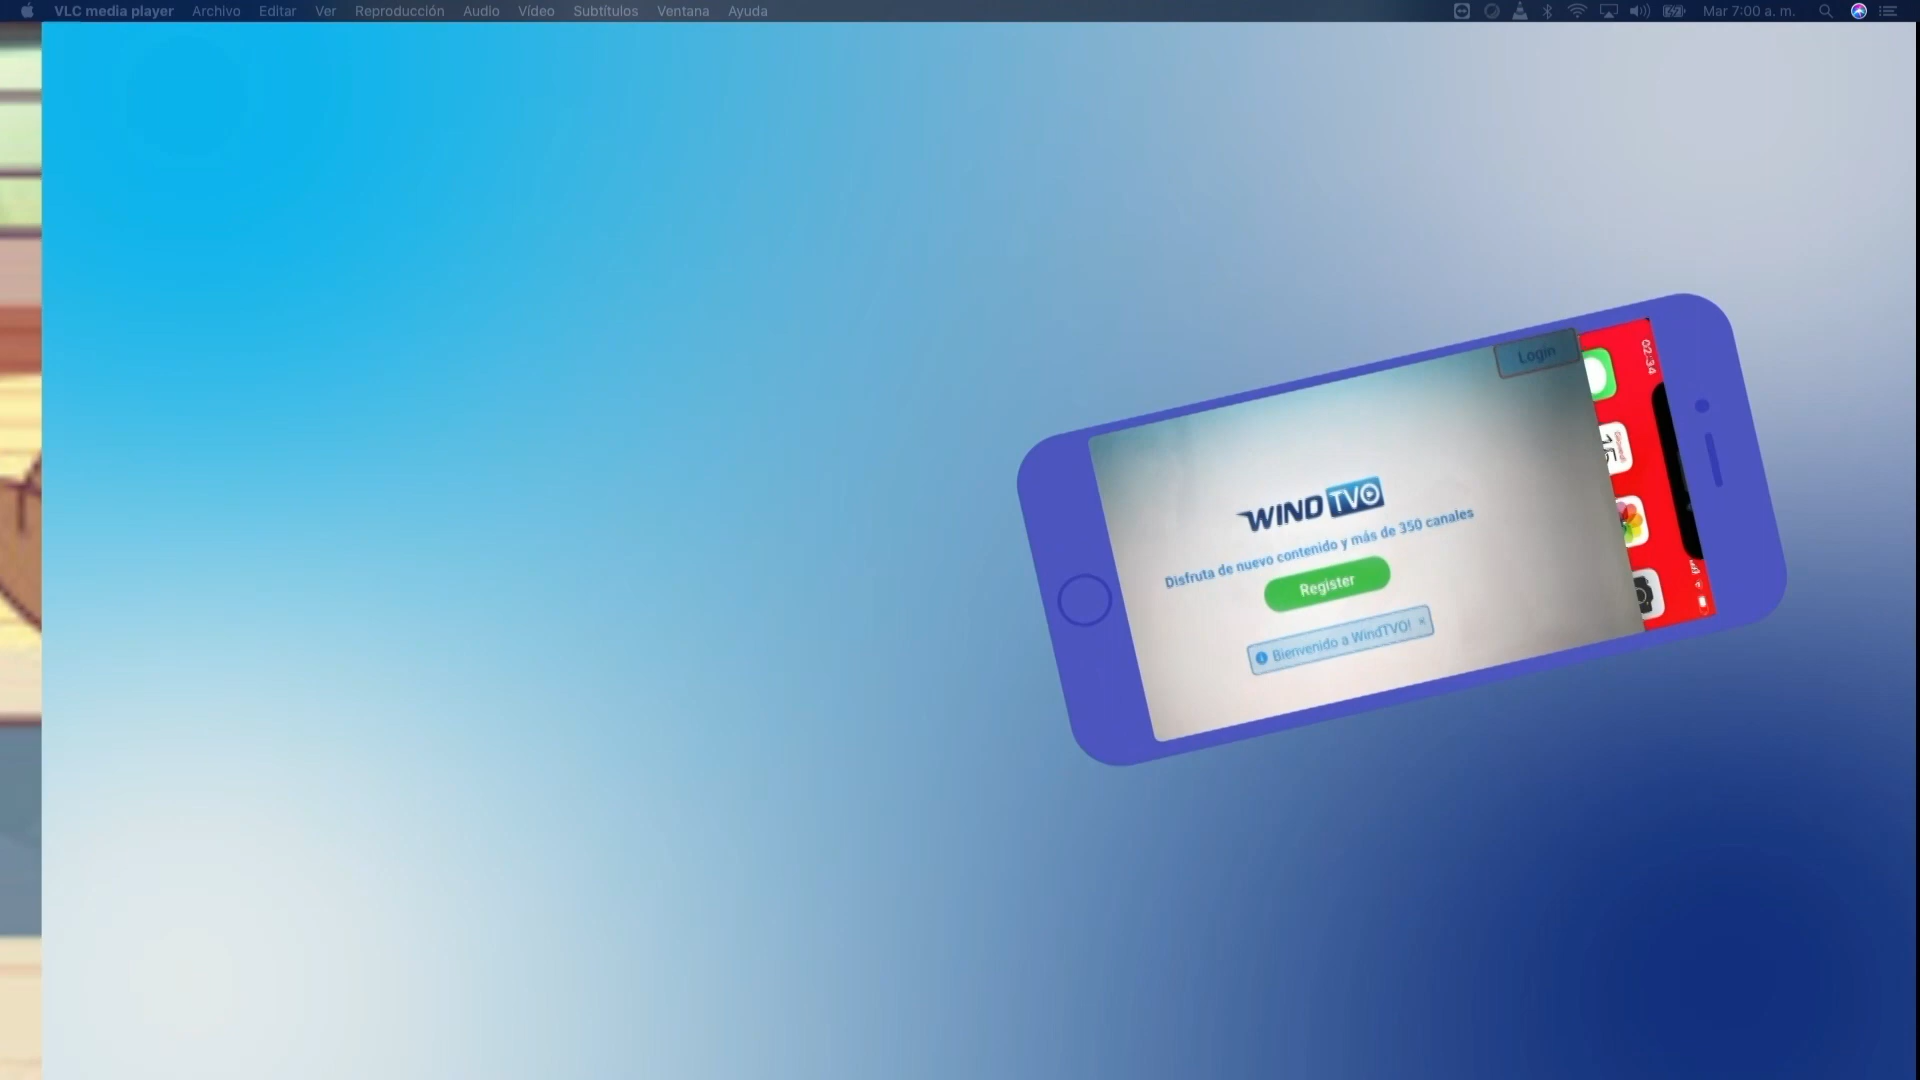 VLC media player Archivo Editar Ver Reproducción Audio Vídeo Subtítulos Ventana Ayuda Mar 7:00 a. m.
Login
02:34
WIND TVO
Disfruta de nuevo contenido y más de 350 canales
Register
Bienvenido a WindTVO! ×
15